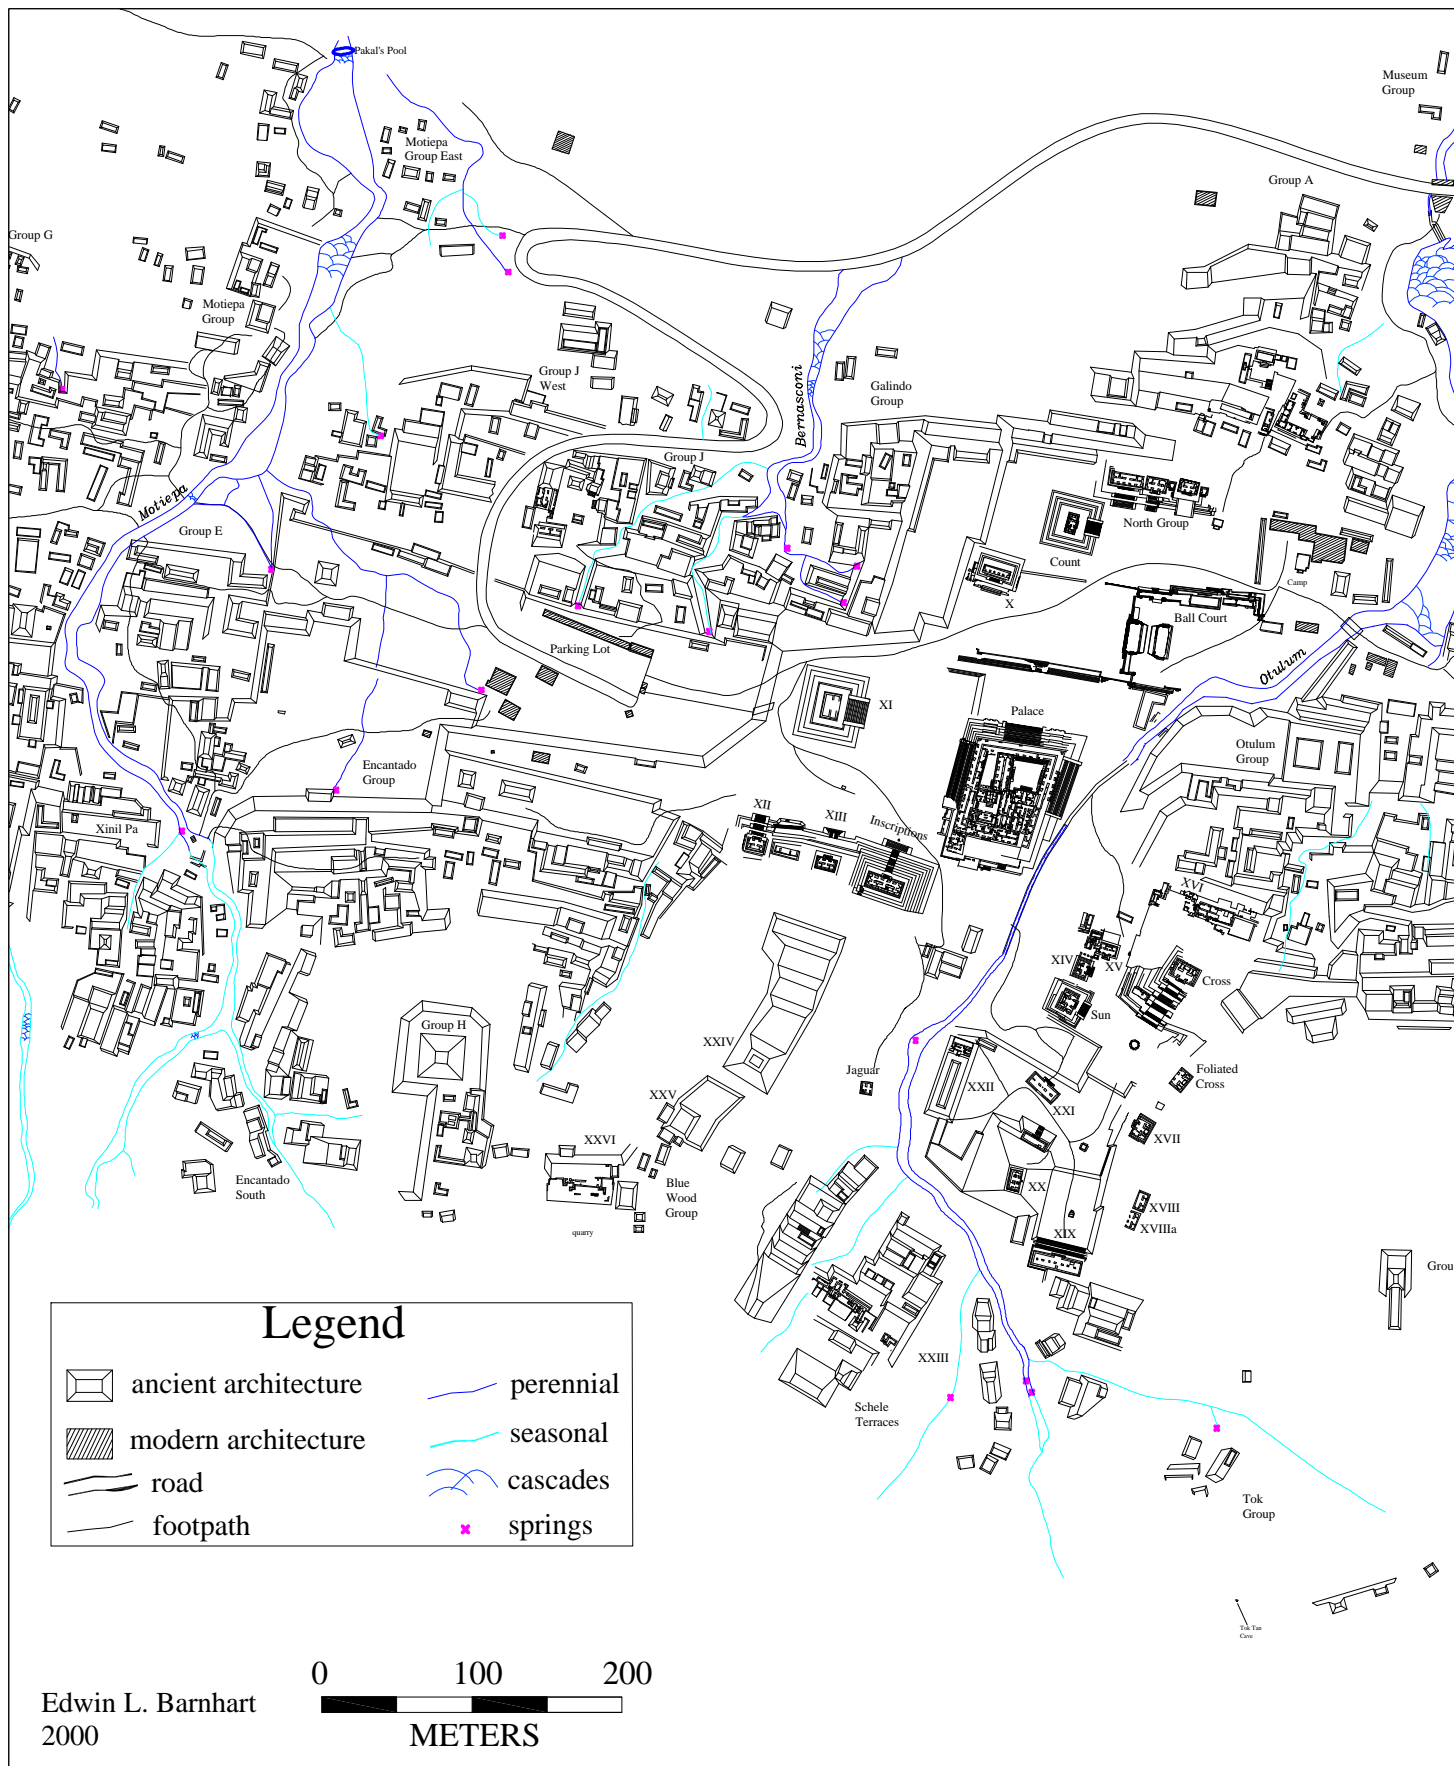 Pakal's Pool
Museum
Group
Motiepa
Group East
Group A
Group G
Motiepa
Group
Group J
West
Bernasconi
Galindo
Group
Group J
Motiepa
North Group
Group E
Count
Camp
X
Ball Court
Parking Lot
Otulum
XI
Palace
Otulum
Group
Encantado
Group
XII
XIII
Inscriptions
Xinil Pa
XVI
XIV
XV
Cross
Sun
Group H
XXIV
Jaguar
XXII
Foliated
Cross
XXV
XXI
XXVI
XVII
Encantado
South
Blue
Wood
Group
XX
XVIII
XVIIIa
quarry
XIX
Grou
Legend
ancient architecture
perennial
modern architecture
seasonal
road
cascades
footpath
springs
XXIII
Schele
Terraces
Tok
Group
Tok Tan
Cave
0 100 200
METERS
Edwin L. Barnhart
2000